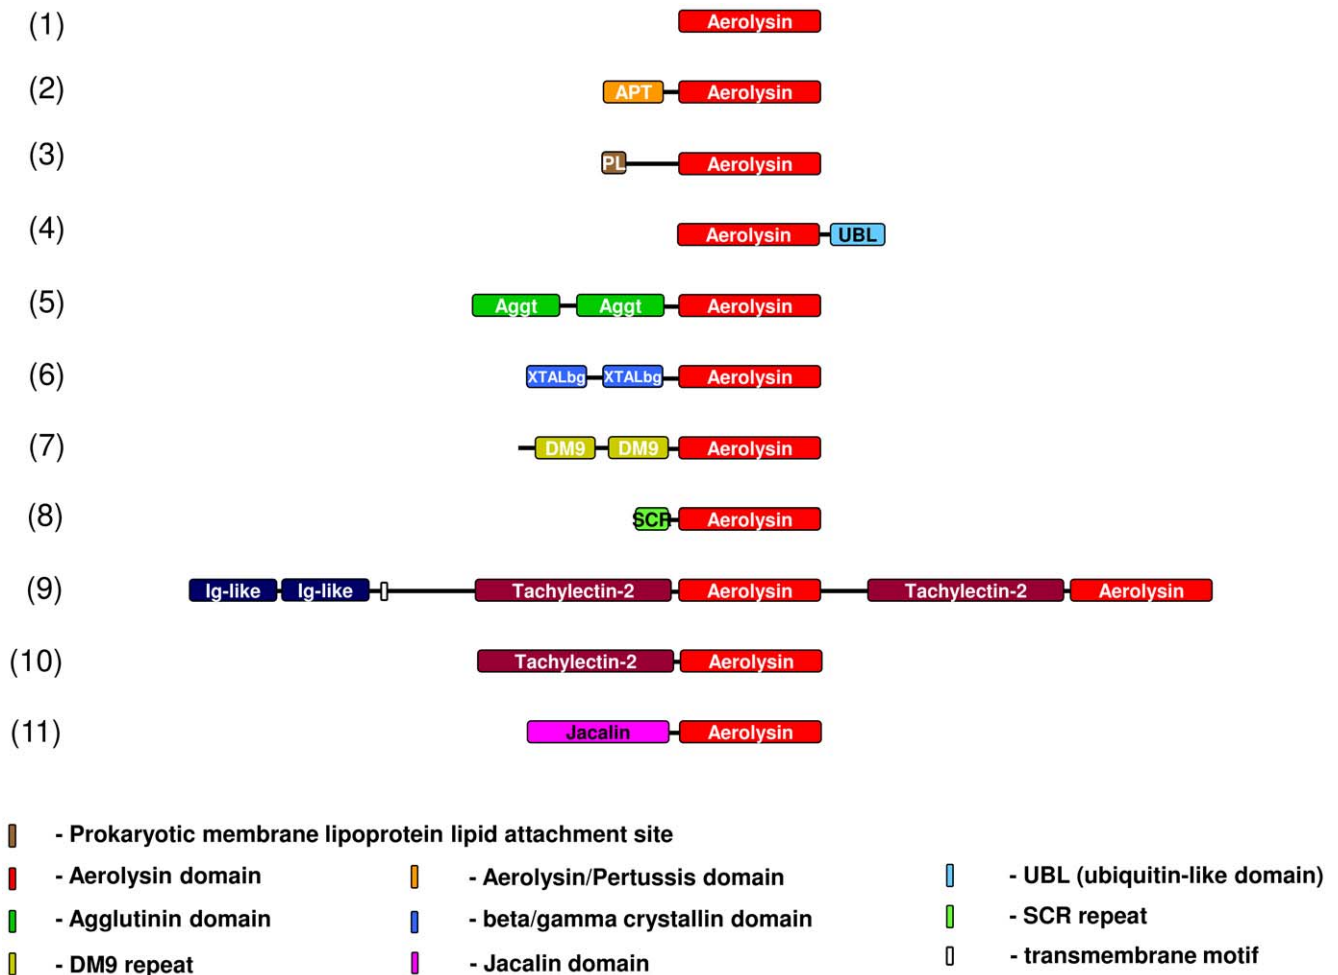 (1) Aerolysin
(2) APT Aerolysin
(3) PL Aerolysin
(4) Aerolysin UBL
(5) Aggt Aggt Aerolysin
(6) XTALbg XTALbg Aerolysin
(7) DM9 DM9 Aerolysin
(8) SCR Aerolysin
(9) Ig-like Ig-like Tachylectin-2 Aerolysin Tachylectin-2 Aerolysin
(10) Tachylectin-2 Aerolysin
(11) Jacalin Aerolysin
- Prokaryotic membrane lipoprotein lipid attachment site
- Aerolysin domain - Aerolysin/Pertussis domain - UBL (ubiquitin-like domain)
- Agglutinin domain - beta/gamma crystallin domain - SCR repeat
- DM9 repeat - Jacalin domain - transmembrane motif